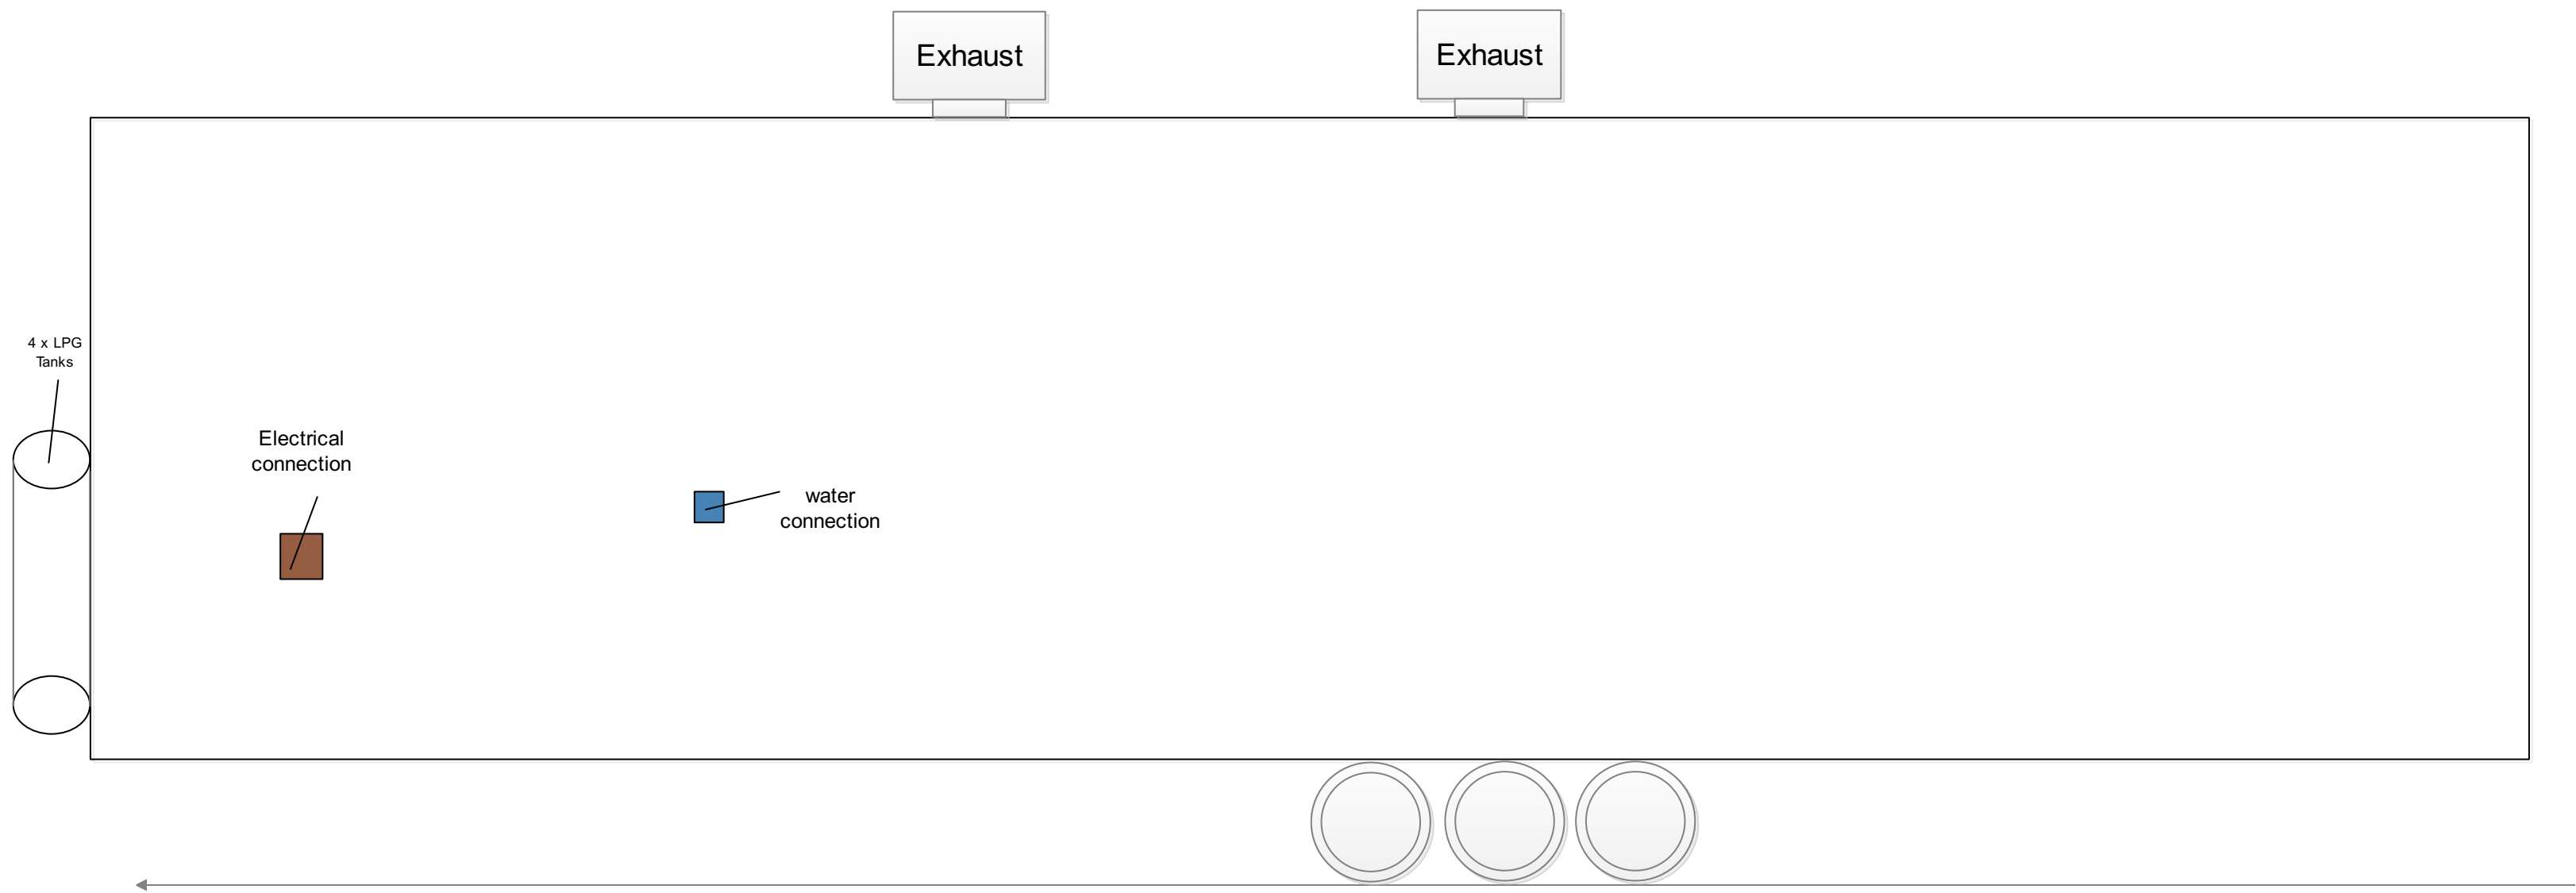 Exhaust
Exhaust
4 x LPG
Tanks
Electrical
connection
water
connection